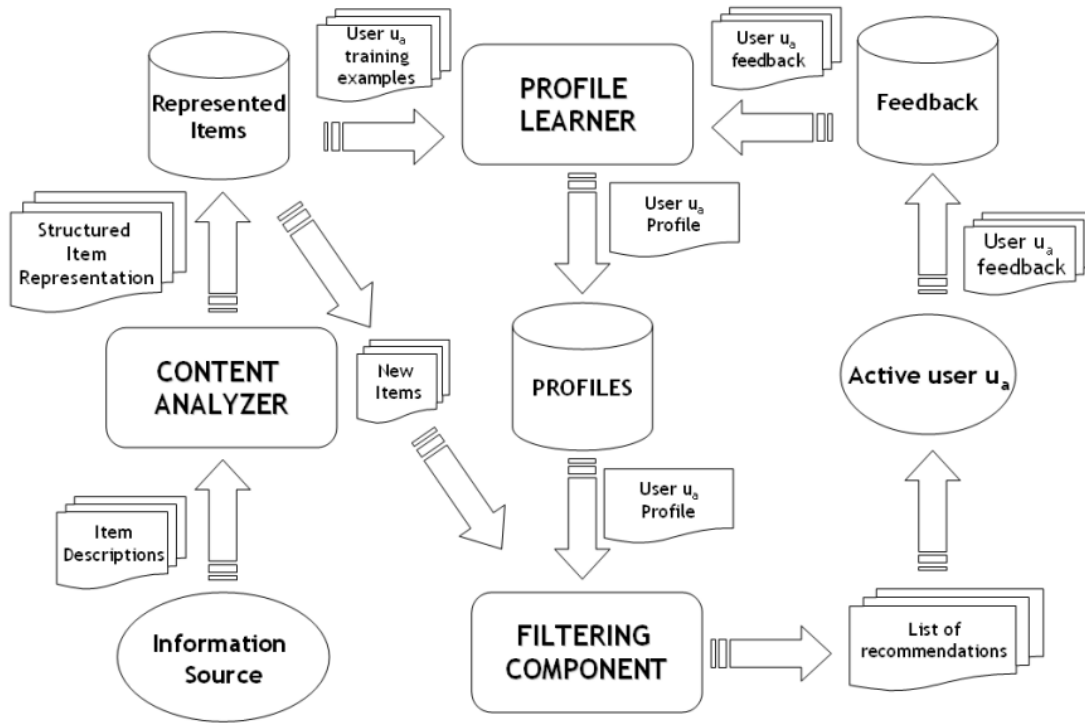 User uₐ
training
examples
User uₐ
feedback
Represented
Items
PROFILE
LEARNER
Feedback
Structured
Item
Representation
User uₐ
Profile
User uₐ
feedback
CONTENT
ANALYZER
New
Items
PROFILES
Active user uₐ
Item
Descriptions
User uₐ
Profile
Information
Source
FILTERING
COMPONENT
List of
recommendations